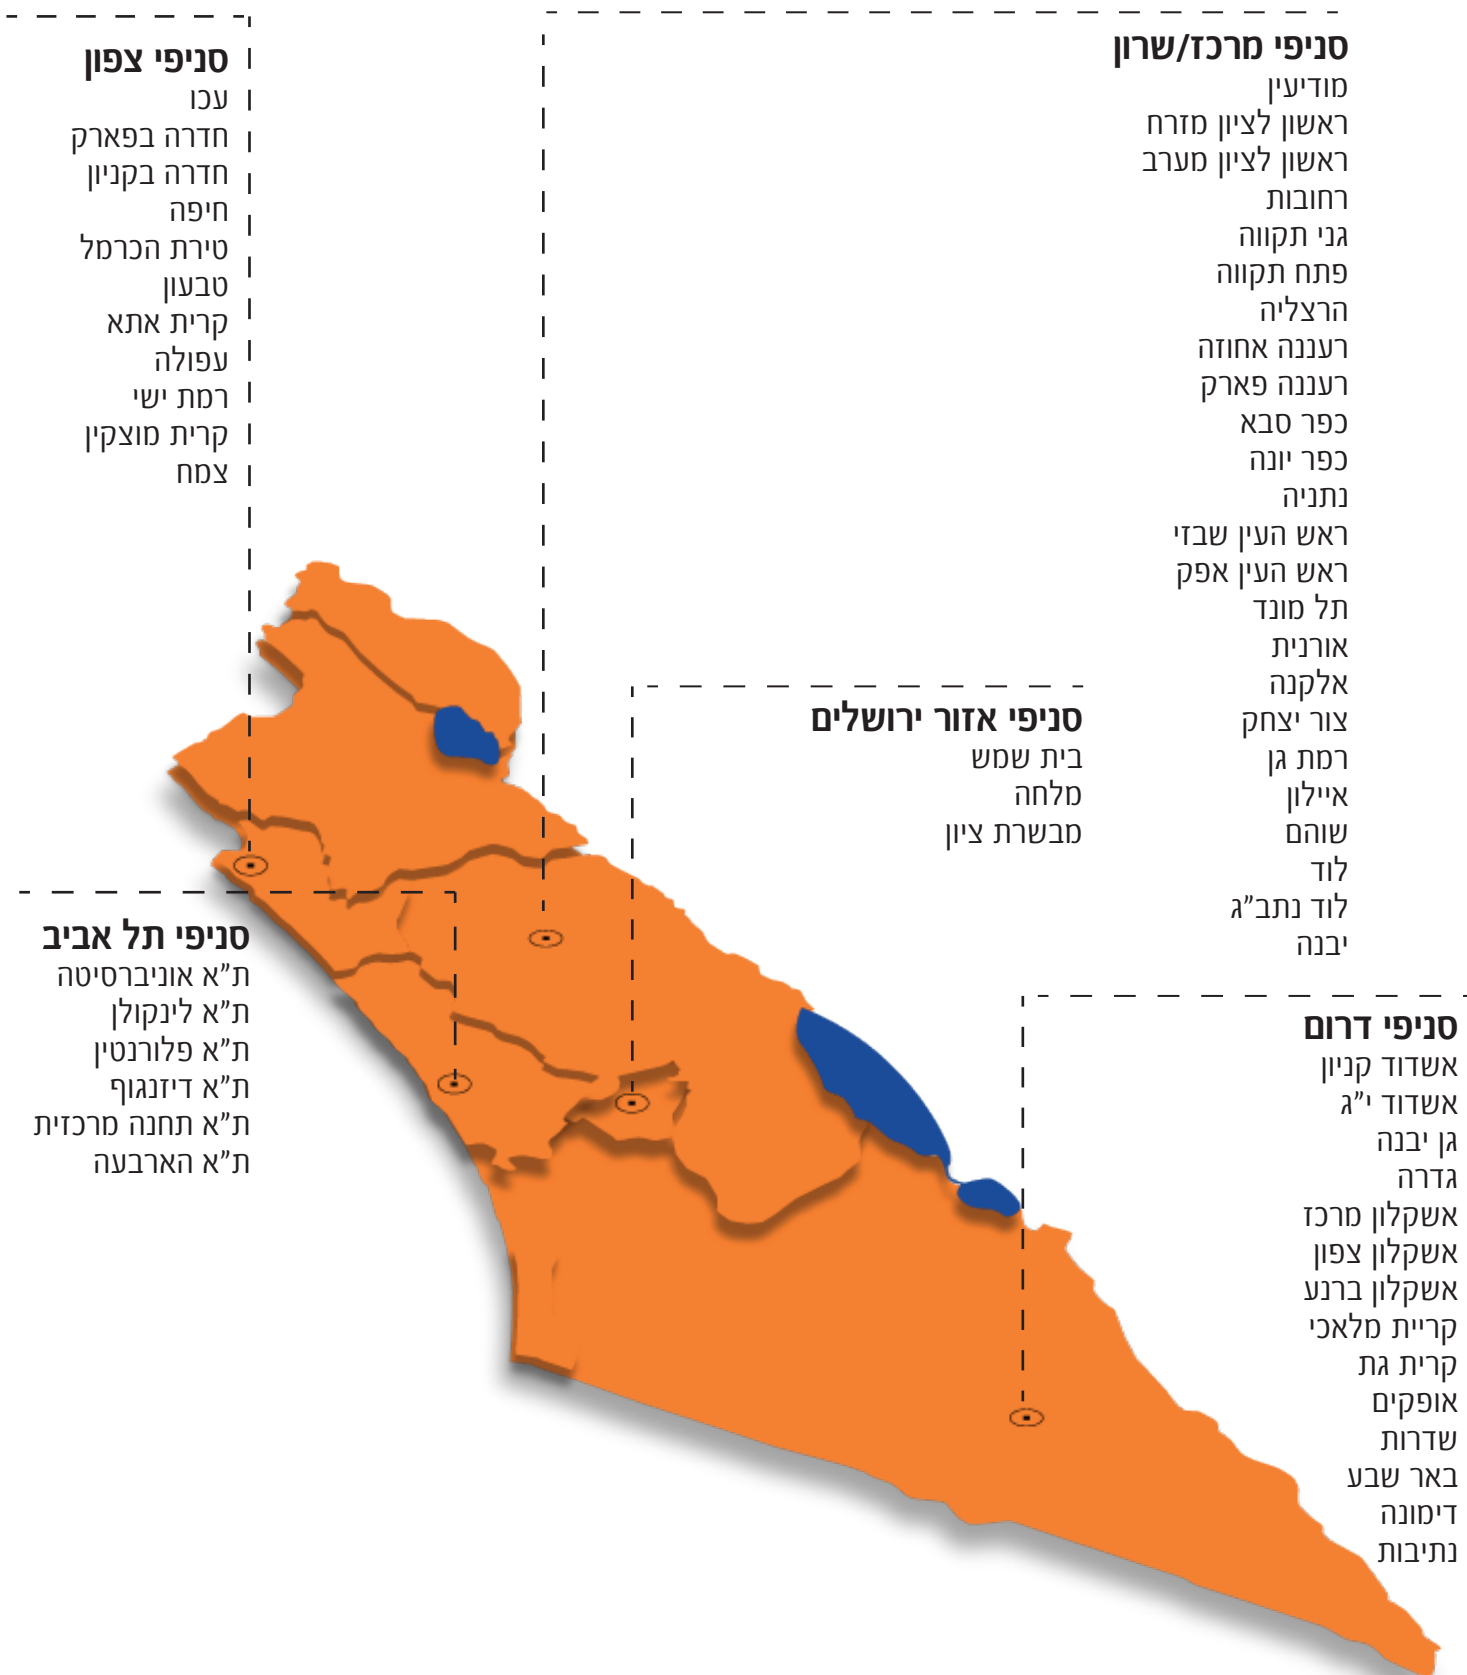 סניפי מרכז/שרון
מודיעין
ראשון לציון מזרח
ראשון לציון מערב
רחובות
גני תקווה
פתח תקווה
הרצליה
רעננה אחוזה
רעננה פארק
כפר סבא
כפר יונה
נתניה
ראש העין שבזי
ראש העין אפק
תל מונד
אורנית
אלקנה
צור יצחק
רמת גן
איילון
שוהם
לוד
לוד נתב"ג
יבנה
סניפי צפון
עכו
חדרה בפארק
חדרה בקניון
חיפה
טירת הכרמל
טבעון
קרית אתא
עפולה
רמת ישי
קרית מוצקין
צמח
סניפי אזור ירושלים
בית שמש
מלחה
מבשרת ציון
סניפי תל אביב
ת"א אוניברסיטה
ת"א לינקולן
ת"א פלורנטין
ת"א דיזנגוף
ת"א תחנה מרכזית
ת"א הארבעה
סניפי דרום
אשדוד קניון
אשדוד י"ג
גן יבנה
גדרה
אשקלון מרכז
אשקלון צפון
אשקלון ברנע
קריית מלאכי
קרית גת
אופקים
שדרות
באר שבע
דימונה
נתיבות